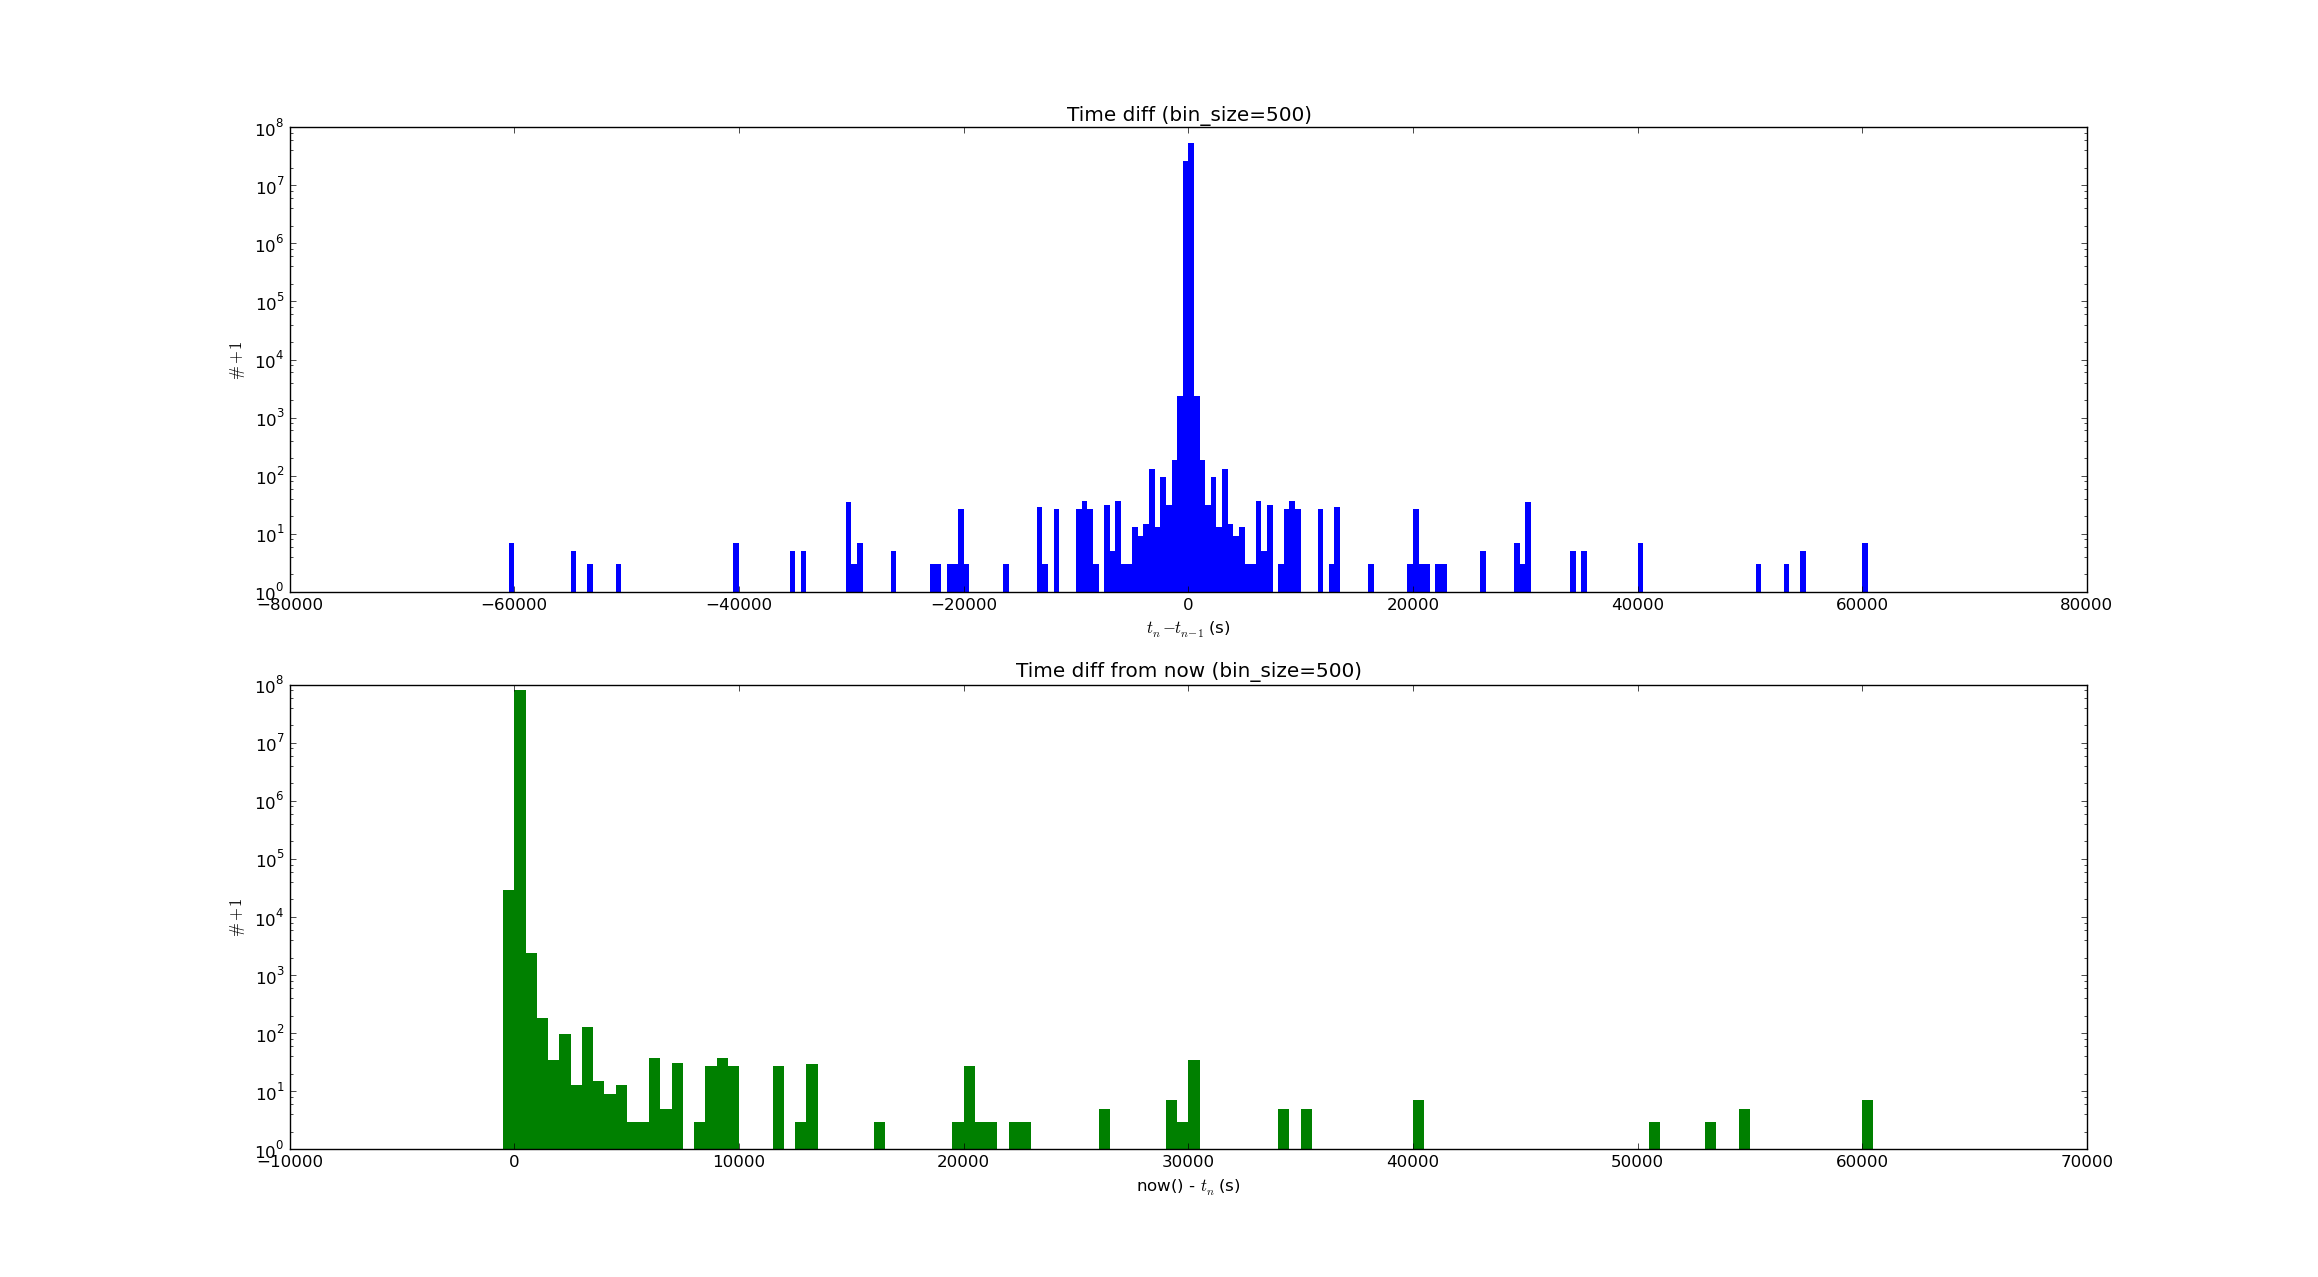 Time diff (bin_size=500)
10^8
10^7
10^6
10^5
10^4
10^3
10^2
10^1
10^0
# + 1
−80000 −60000 −40000 −20000 0 20000 40000 60000 80000
t_n − t_{n−1} (s)
Time diff from now (bin_size=500)
10^8
10^7
10^6
10^5
10^4
10^3
10^2
10^1
10^0
# + 1
−10000 0 10000 20000 30000 40000 50000 60000 70000
now() - t_n (s)